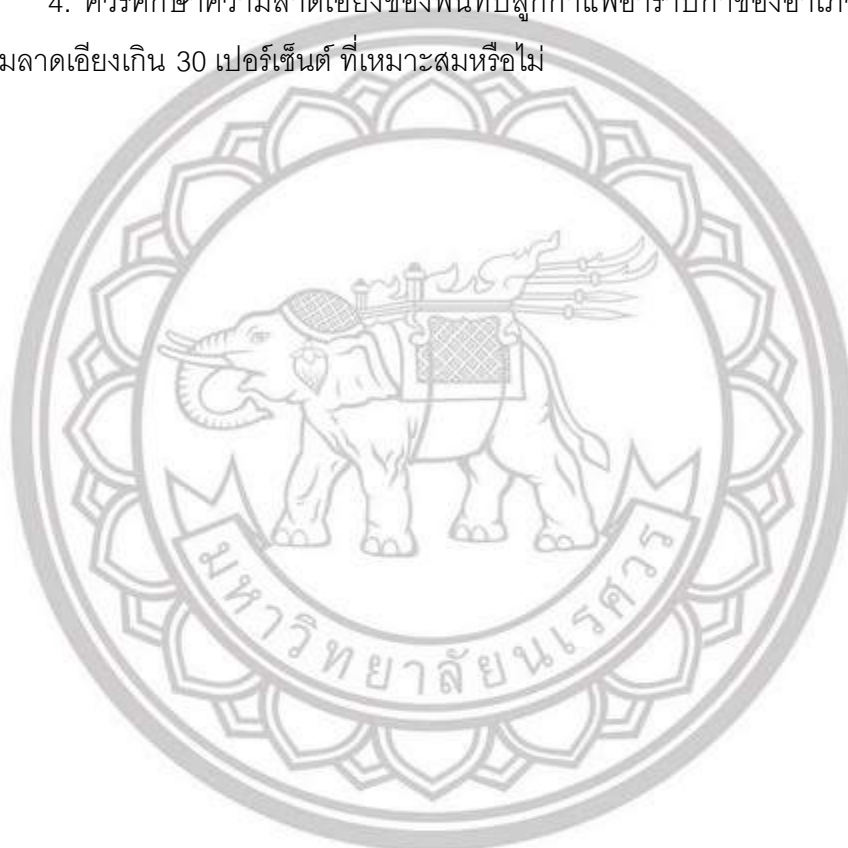 4. ควรศึกษาความลาดเอียงของพื้นที่ปลูกกาแฟอาราบิก้าของอำเภ
มลาดเอียงเกิน 30 เปอร์เซ็นต์ ที่เหมาะสมหรือไม่
มหาวิทยาลัยนเรศวร